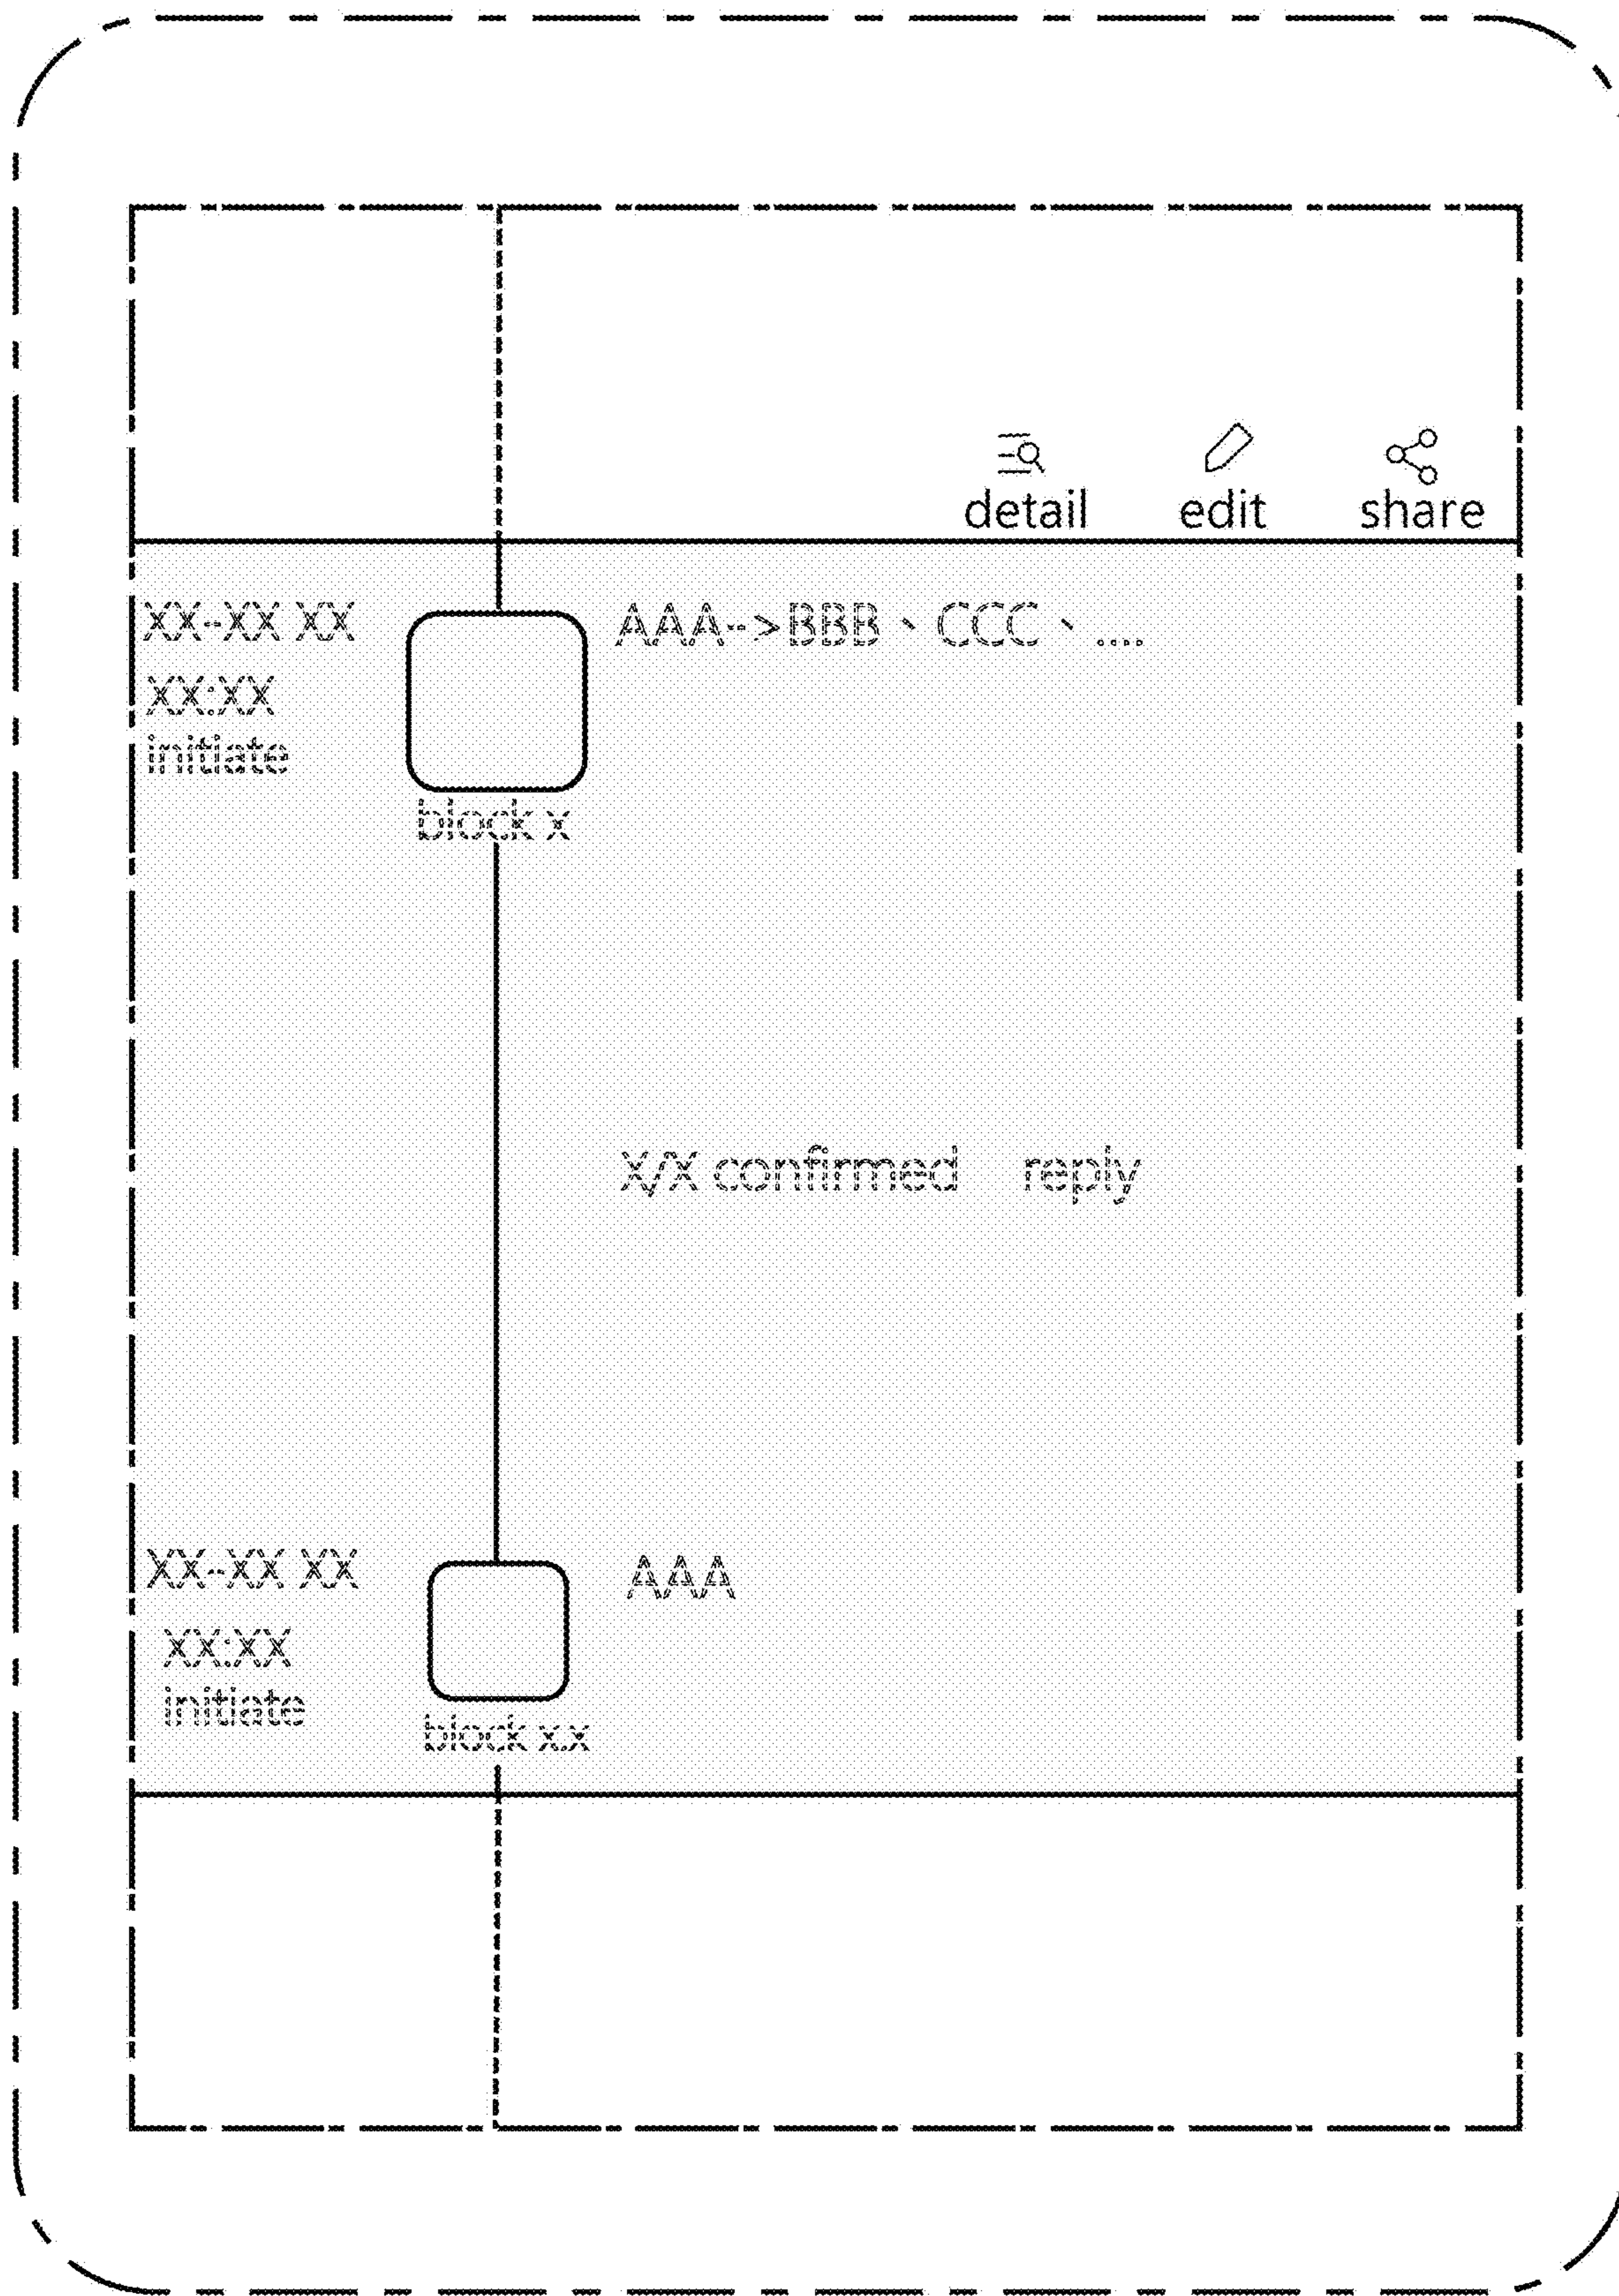 detail edit share
XX-XX XX AAA-->BBB、CCC、....
XX:XX
initiate
block x
X/X confirmed reply
XX-XX XX AAA
XX:XX
initiate
block x.x